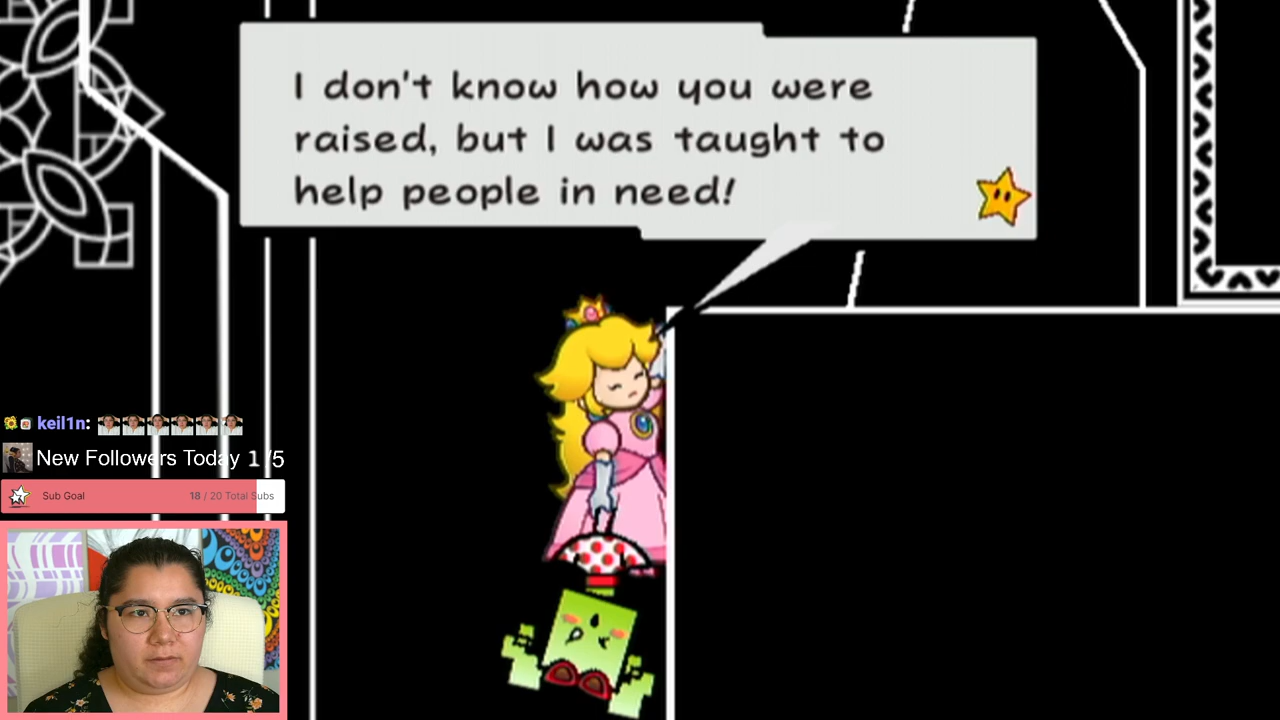 I don't know how you were
raised, but I was taught to
help people in need!
keil1n:
New Followers Today 1/5
Sub Goal 18 / 20 Total Subs